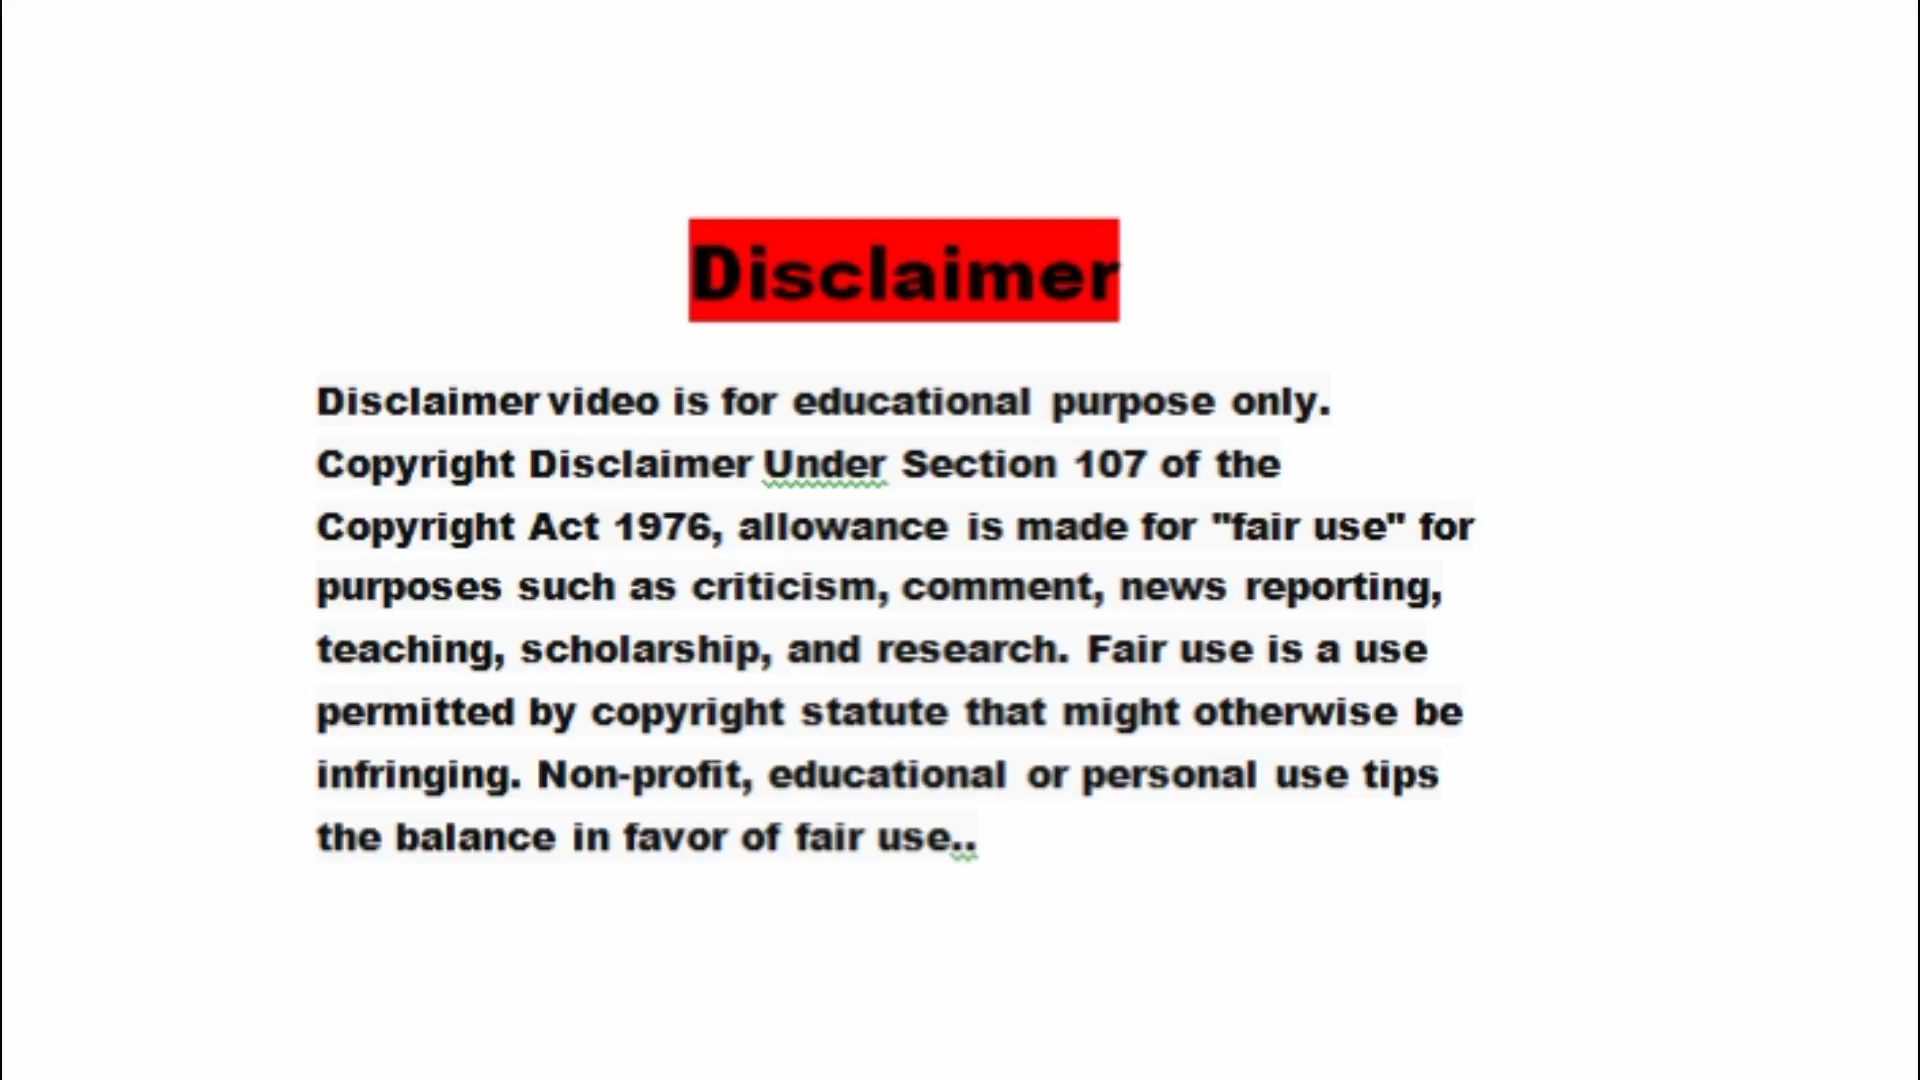 Disclaimer
Disclaimer video is for educational purpose only.
Copyright Disclaimer Under Section 107 of the
Copyright Act 1976, allowance is made for "fair use" for
purposes such as criticism, comment, news reporting,
teaching, scholarship, and research. Fair use is a use
permitted by copyright statute that might otherwise be
infringing. Non-profit, educational or personal use tips
the balance in favor of fair use..